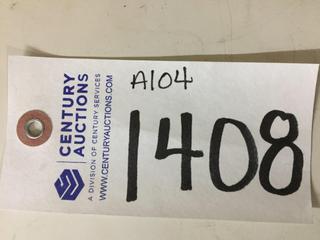 CENTURY
AUCTIONS
A DIVISION OF CENTURY SERVICES
WWW.CENTURYAUCTIONS.COM
A104
1408